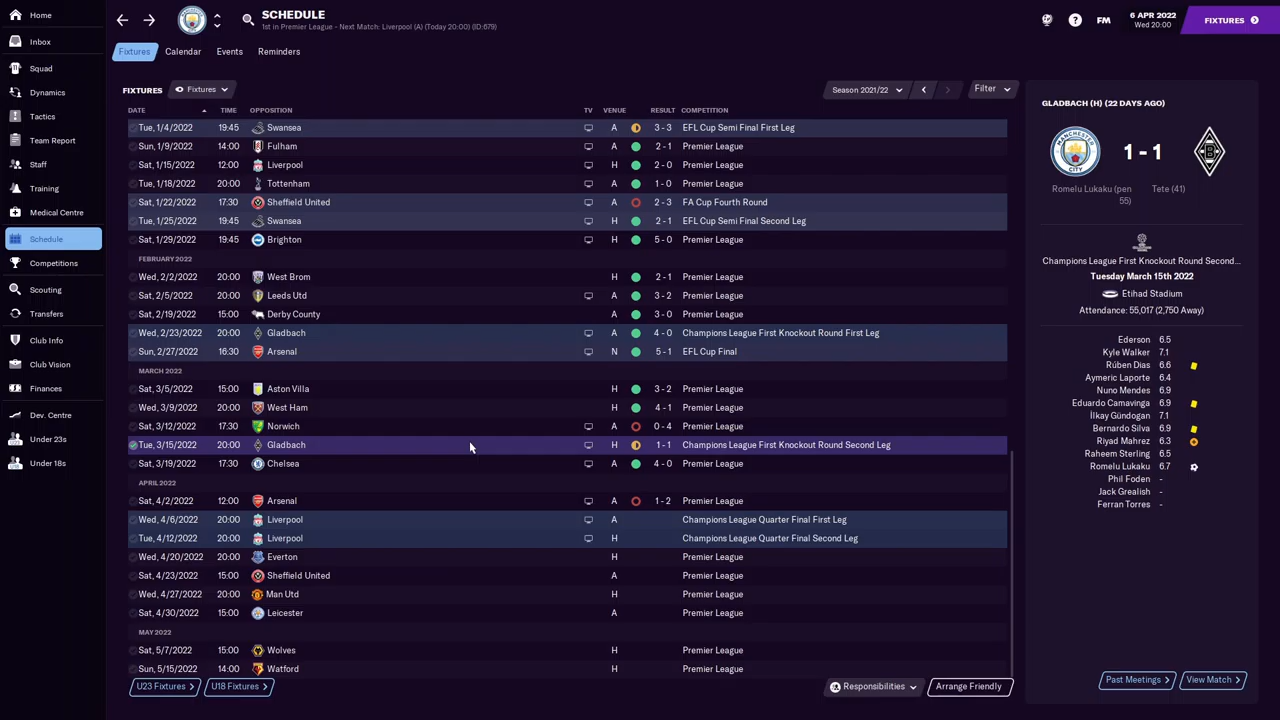 Home
Inbox
Squad
Dynamics
Tactics
Team Report
Staff
Training
Medical Centre
Schedule
Competitions
Scouting
Transfers
Club Info
Club Vision
Finances
Dev. Centre
Under 23s
Under 18s
SCHEDULE
1st in Premier League - Next Match: Liverpool (A) (Today 20:00) (ID:679)
FM
6 APR 2022
Wed 20:00
FIXTURES
Fixtures Calendar Events Reminders
FIXTURES Fixtures Season 2021/22 Filter
DATE TIME OPPOSITION TV VENUE RESULT COMPETITION
Tue, 1/4/2022 19:45 Swansea A 3 - 3 EFL Cup Semi Final First Leg
Sun, 1/9/2022 14:00 Fulham A 2 - 1 Premier League
Sat, 1/15/2022 12:00 Liverpool H 2 - 0 Premier League
Tue, 1/18/2022 20:00 Tottenham A 1 - 0 Premier League
Sat, 1/22/2022 17:30 Sheffield United A 2 - 3 FA Cup Fourth Round
Tue, 1/25/2022 19:45 Swansea H 2 - 1 EFL Cup Semi Final Second Leg
Sat, 1/29/2022 19:45 Brighton H 5 - 0 Premier League
FEBRUARY 2022
Wed, 2/2/2022 20:00 West Brom H 2 - 1 Premier League
Sat, 2/5/2022 20:00 Leeds Utd A 3 - 2 Premier League
Sat, 2/19/2022 15:00 Derby County A 3 - 0 Premier League
Wed, 2/23/2022 20:00 Gladbach A 4 - 0 Champions League First Knockout Round First Leg
Sun, 2/27/2022 16:30 Arsenal N 5 - 1 EFL Cup Final
MARCH 2022
Sat, 3/5/2022 15:00 Aston Villa H 3 - 2 Premier League
Wed, 3/9/2022 20:00 West Ham H 4 - 1 Premier League
Sat, 3/12/2022 17:30 Norwich A 0 - 4 Premier League
Tue, 3/15/2022 20:00 Gladbach H 1 - 1 Champions League First Knockout Round Second Leg
Sat, 3/19/2022 17:30 Chelsea A 4 - 0 Premier League
APRIL 2022
Sat, 4/2/2022 12:00 Arsenal A 1 - 2 Premier League
Wed, 4/6/2022 20:00 Liverpool A Champions League Quarter Final First Leg
Tue, 4/12/2022 20:00 Liverpool H Champions League Quarter Final Second Leg
Wed, 4/20/2022 20:00 Everton H Premier League
Sat, 4/23/2022 15:00 Sheffield United A Premier League
Wed, 4/27/2022 20:00 Man Utd H Premier League
Sat, 4/30/2022 15:00 Leicester A Premier League
MAY 2022
Sat, 5/7/2022 15:00 Wolves H Premier League
Sun, 5/15/2022 14:00 Watford H Premier League
U23 Fixtures U18 Fixtures Responsibilities Arrange Friendly
GLADBACH (H) (22 DAYS AGO)
1 - 1
Romelu Lukaku (pen 
55)
Tete (41)
Champions League First Knockout Round Second...
Tuesday March 15th 2022
Etihad Stadium
Attendance: 55,017 (2,750 Away)
Ederson 6.5
Kyle Walker 7.1
Rúben Dias 6.6
Aymeric Laporte 6.4
Nuno Mendes 6.9
Eduardo Camavinga 6.9
İlkay Gündogan 7.1
Bernardo Silva 6.9
Riyad Mahrez 6.3
Raheem Sterling 6.5
Romelu Lukaku 6.7
Phil Foden -
Jack Grealish -
Ferran Torres -
Past Meetings View Match